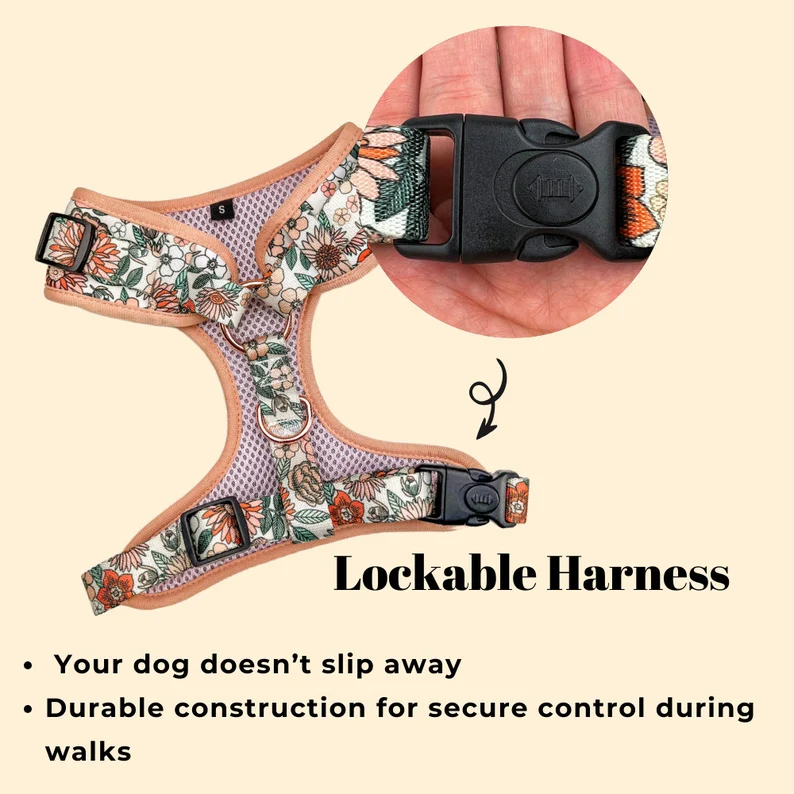 S
Lockable Harness
• Your dog doesn’t slip away
• Durable construction for secure control during
walks